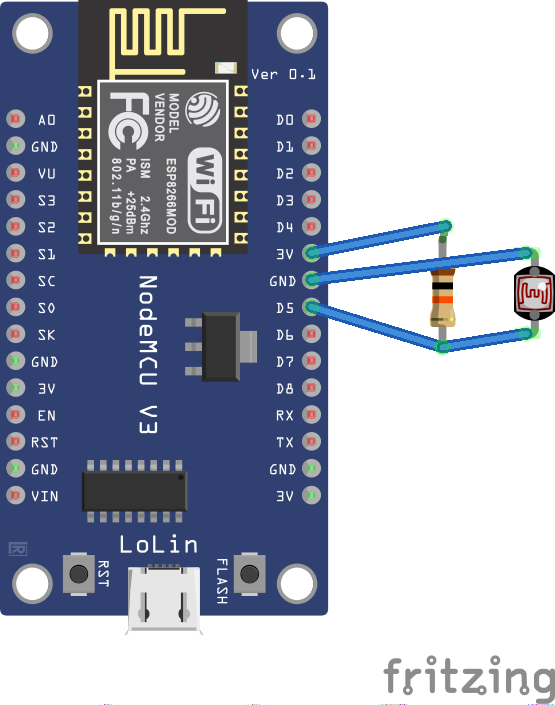 Ver 0.1
MODEL
VENDOR
ESP8266MOD
WiFi
FC
ISM 2.4Ghz
PA +25dBm
802.11b/g/n
A0
GND
VU
S3
S2
S1
SC
S0
SK
GND
3V
EN
RST
GND
VIN
D0
D1
D2
D3
D4
3V
GND
D5
D6
D7
D8
RX
TX
GND
3V
NodeMCU V3
LoLin
RST
FLASH
fritzing